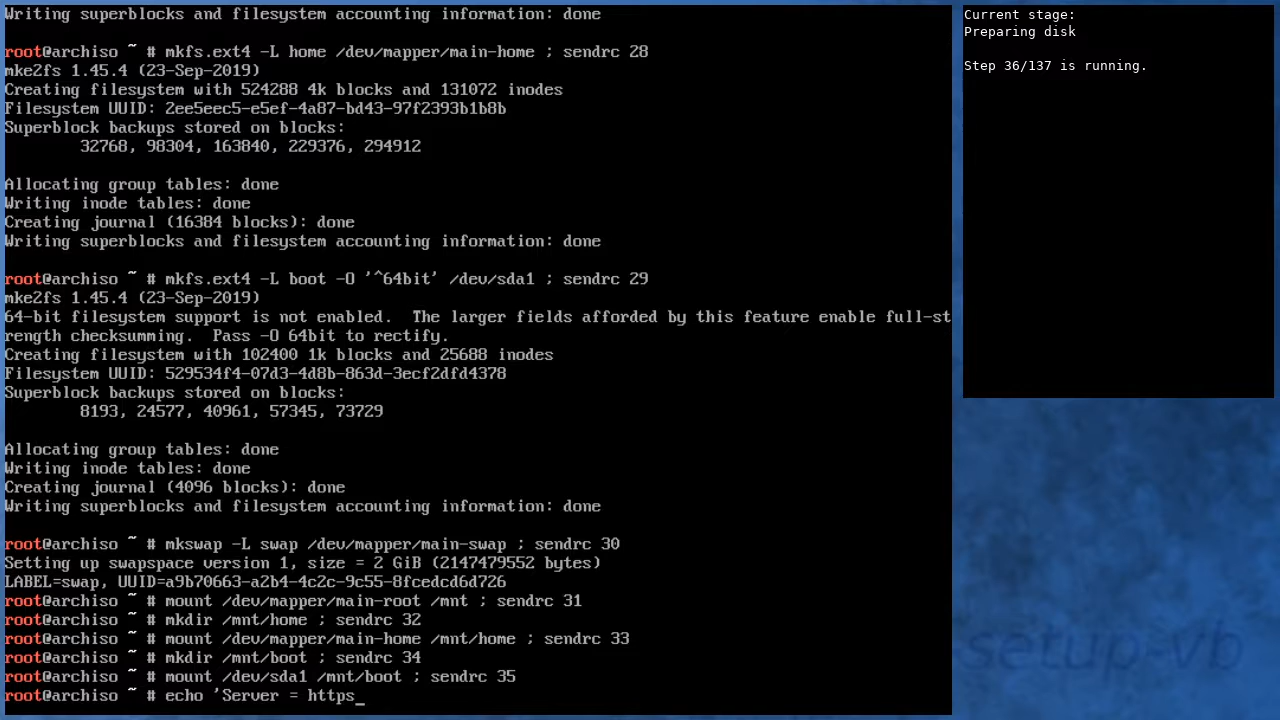 Writing superblocks and filesystem accounting information: done
root@archiso ~ # mkfs.ext4 -L home /dev/mapper/main-home ; sendrc 28
mke2fs 1.45.4 (23-Sep-2019)
Creating filesystem with 524288 4k blocks and 131072 inodes
Filesystem UUID: 2ee5eec5-e5ef-4a87-bd43-97f2393b1b8b
Superblock backups stored on blocks:
        32768, 98304, 163840, 229376, 294912
Allocating group tables: done
Writing inode tables: done
Creating journal (16384 blocks): done
Writing superblocks and filesystem accounting information: done
root@archiso ~ # mkfs.ext4 -L boot -O '^64bit' /dev/sda1 ; sendrc 29
mke2fs 1.45.4 (23-Sep-2019)
64-bit filesystem support is not enabled.  The larger fields afforded by this feature enable full-st
rength checksumming.  Pass -O 64bit to rectify.
Creating filesystem with 102400 1k blocks and 25688 inodes
Filesystem UUID: 529534f4-07d3-4d8b-863d-3ecf2dfd4378
Superblock backups stored on blocks:
        8193, 24577, 40961, 57345, 73729
Allocating group tables: done
Writing inode tables: done
Creating journal (4096 blocks): done
Writing superblocks and filesystem accounting information: done
root@archiso ~ # mkswap -L swap /dev/mapper/main-swap ; sendrc 30
Setting up swapspace version 1, size = 2 GiB (2147479552 bytes)
LABEL=swap, UUID=a9b70663-a2b4-4c2c-9c55-8fcedcd6d726
root@archiso ~ # mount /dev/mapper/main-root /mnt ; sendrc 31
root@archiso ~ # mkdir /mnt/home ; sendrc 32
root@archiso ~ # mount /dev/mapper/main-home /mnt/home ; sendrc 33
root@archiso ~ # mkdir /mnt/boot ; sendrc 34
root@archiso ~ # mount /dev/sda1 /mnt/boot ; sendrc 35
root@archiso ~ # echo 'Server = https_
Current stage:
Preparing disk
Step 36/137 is running.
setup-vb